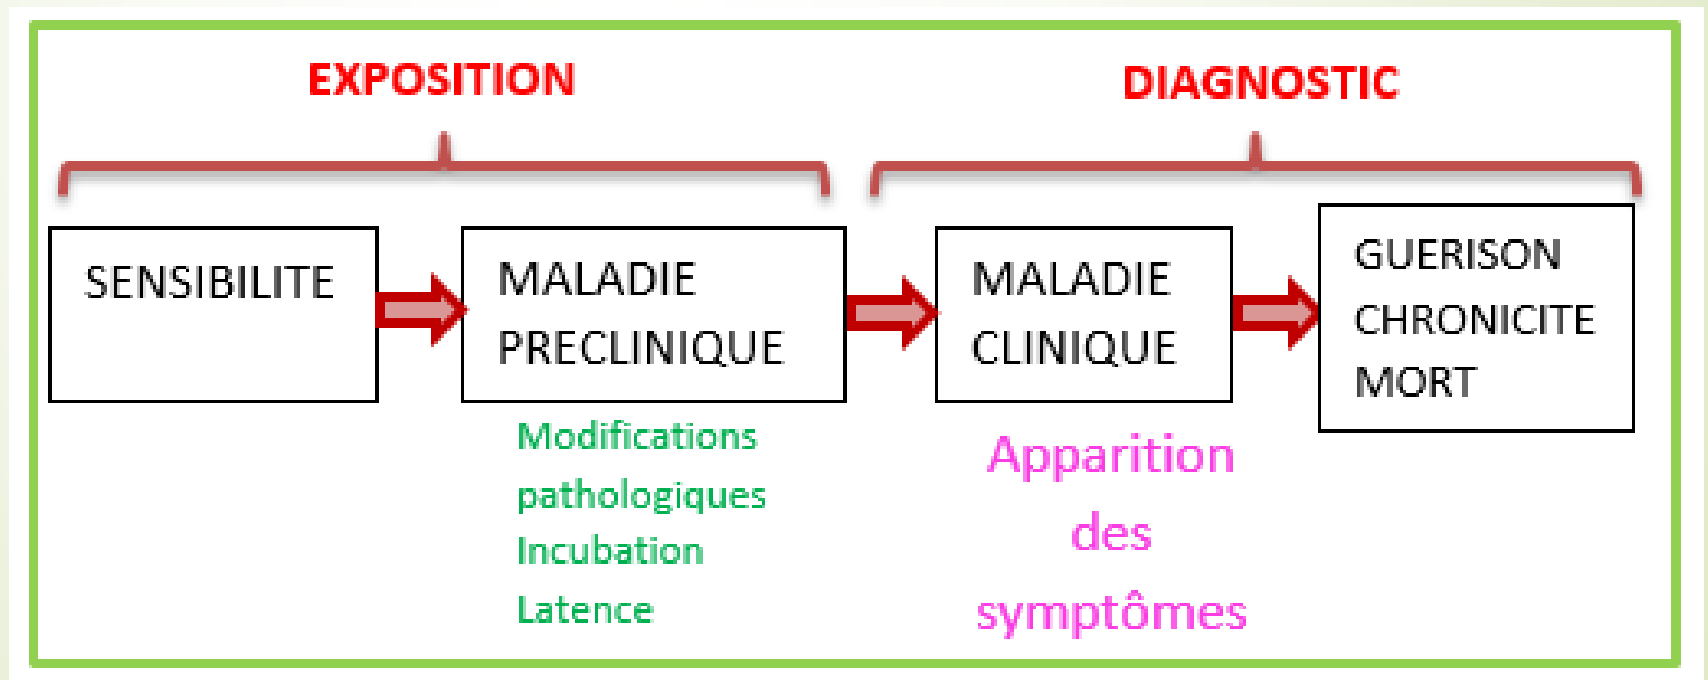 EXPOSITION
DIAGNOSTIC
SENSIBILITE
MALADIE
PRECLINIQUE
MALADIE
CLINIQUE
GUERISON
CHRONICITE
MORT
Modifications
pathologiques
Incubation
Latence
Apparition
des
symptômes